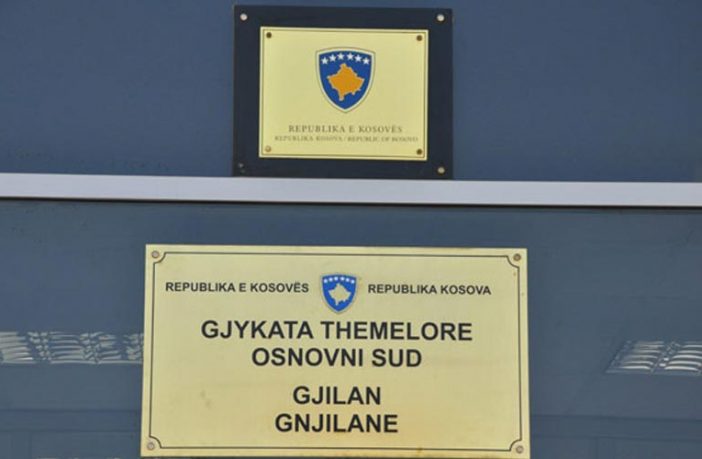 REPUBLIKA E KOSOVËS
REPUBLIKA KOSOVA / REPUBLIC OF KOSOVO
REPUBLIKA E KOSOVËS REPUBLIKA KOSOVA
GJYKATA THEMELORE
OSNOVNI SUD
GJILAN
GNJILANE